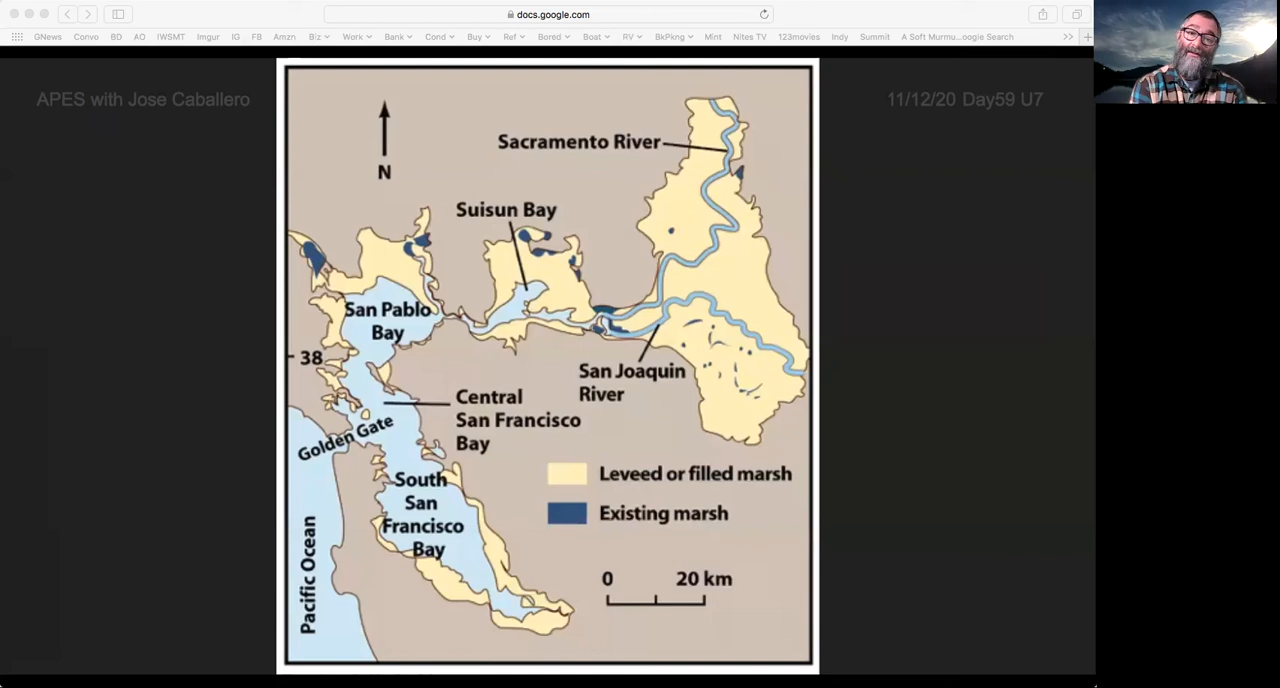 docs.google.com
GNews Convo BD AO IWSMT Imgur IG FB Amzn Biz Work Bank Cond Buy Ref Bored Boat RV BkPkng Mint Nites TV 123movies Indy Summit A Soft Murmu...oogle Search >> +
APES with Jose Caballero
11/12/20 Day59 U7
Sacramento River
N
Suisun Bay
San Pablo
Bay
38
San Joaquin
River
Central
San Francisco
Bay
Golden Gate
South
San
Francisco
Bay
Leveed or filled marsh
Existing marsh
Pacific Ocean
0 20 km